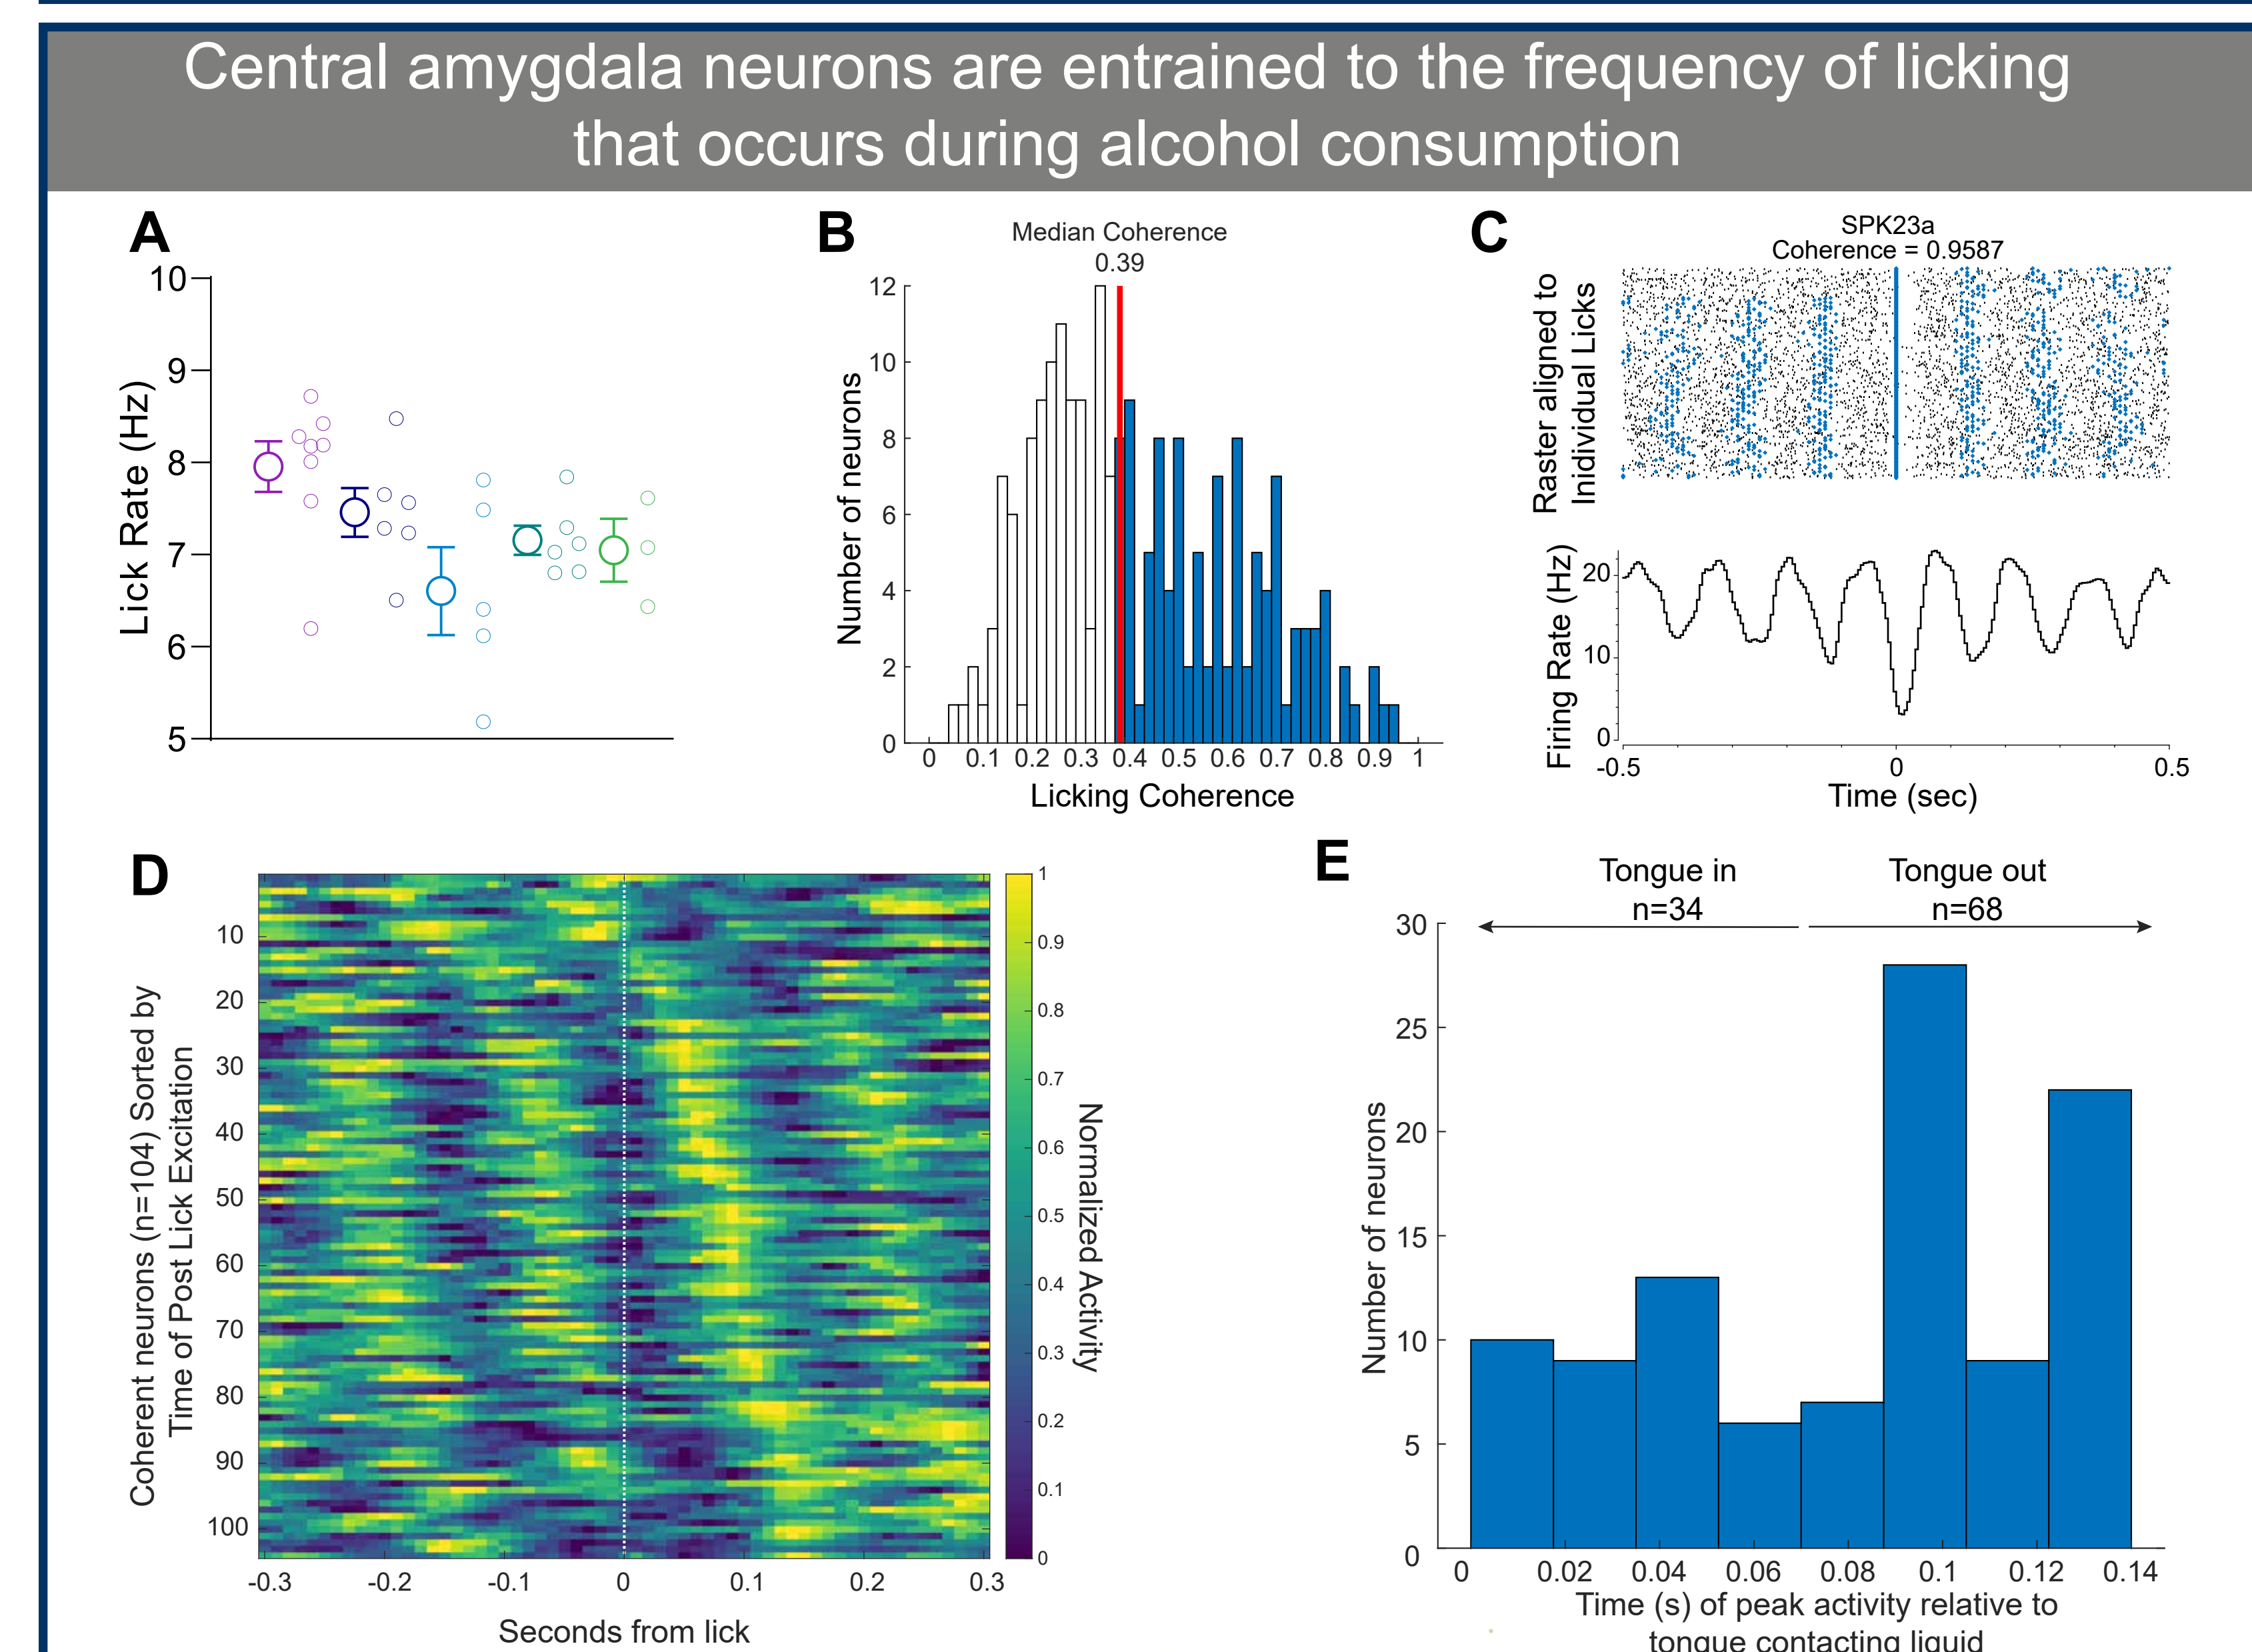 Central amygdala neurons are entrained to the frequency of licking
that occurs during alcohol consumption
A
10
9
8
7
6
5
Lick Rate (Hz)
B
Median Coherence
0.39
12
10
8
6
4
2
0
Number of neurons
0 0.1 0.2 0.3 0.4 0.5 0.6 0.7 0.8 0.9 1
Licking Coherence
C
SPK23a
Coherence = 0.9587
Raster aligned to
Inidividual Licks
Firing Rate (Hz)
20
10
0
-0.5 0 0.5
Time (sec)
D
Coherent neurons (n=104) Sorted by
Time of Post Lick Excitation
10
20
30
40
50
60
70
80
90
100
-0.3 -0.2 -0.1 0 0.1 0.2 0.3
Seconds from lick
1
0.9
0.8
0.7
0.6
0.5
0.4
0.3
0.2
0.1
0
Normalized Activity
E
Tongue in
n=34
Tongue out
n=68
30
25
20
15
10
5
0
Number of neurons
0 0.02 0.04 0.06 0.08 0.1 0.12 0.14
Time (s) of peak activity relative to
tongue contacting liquid